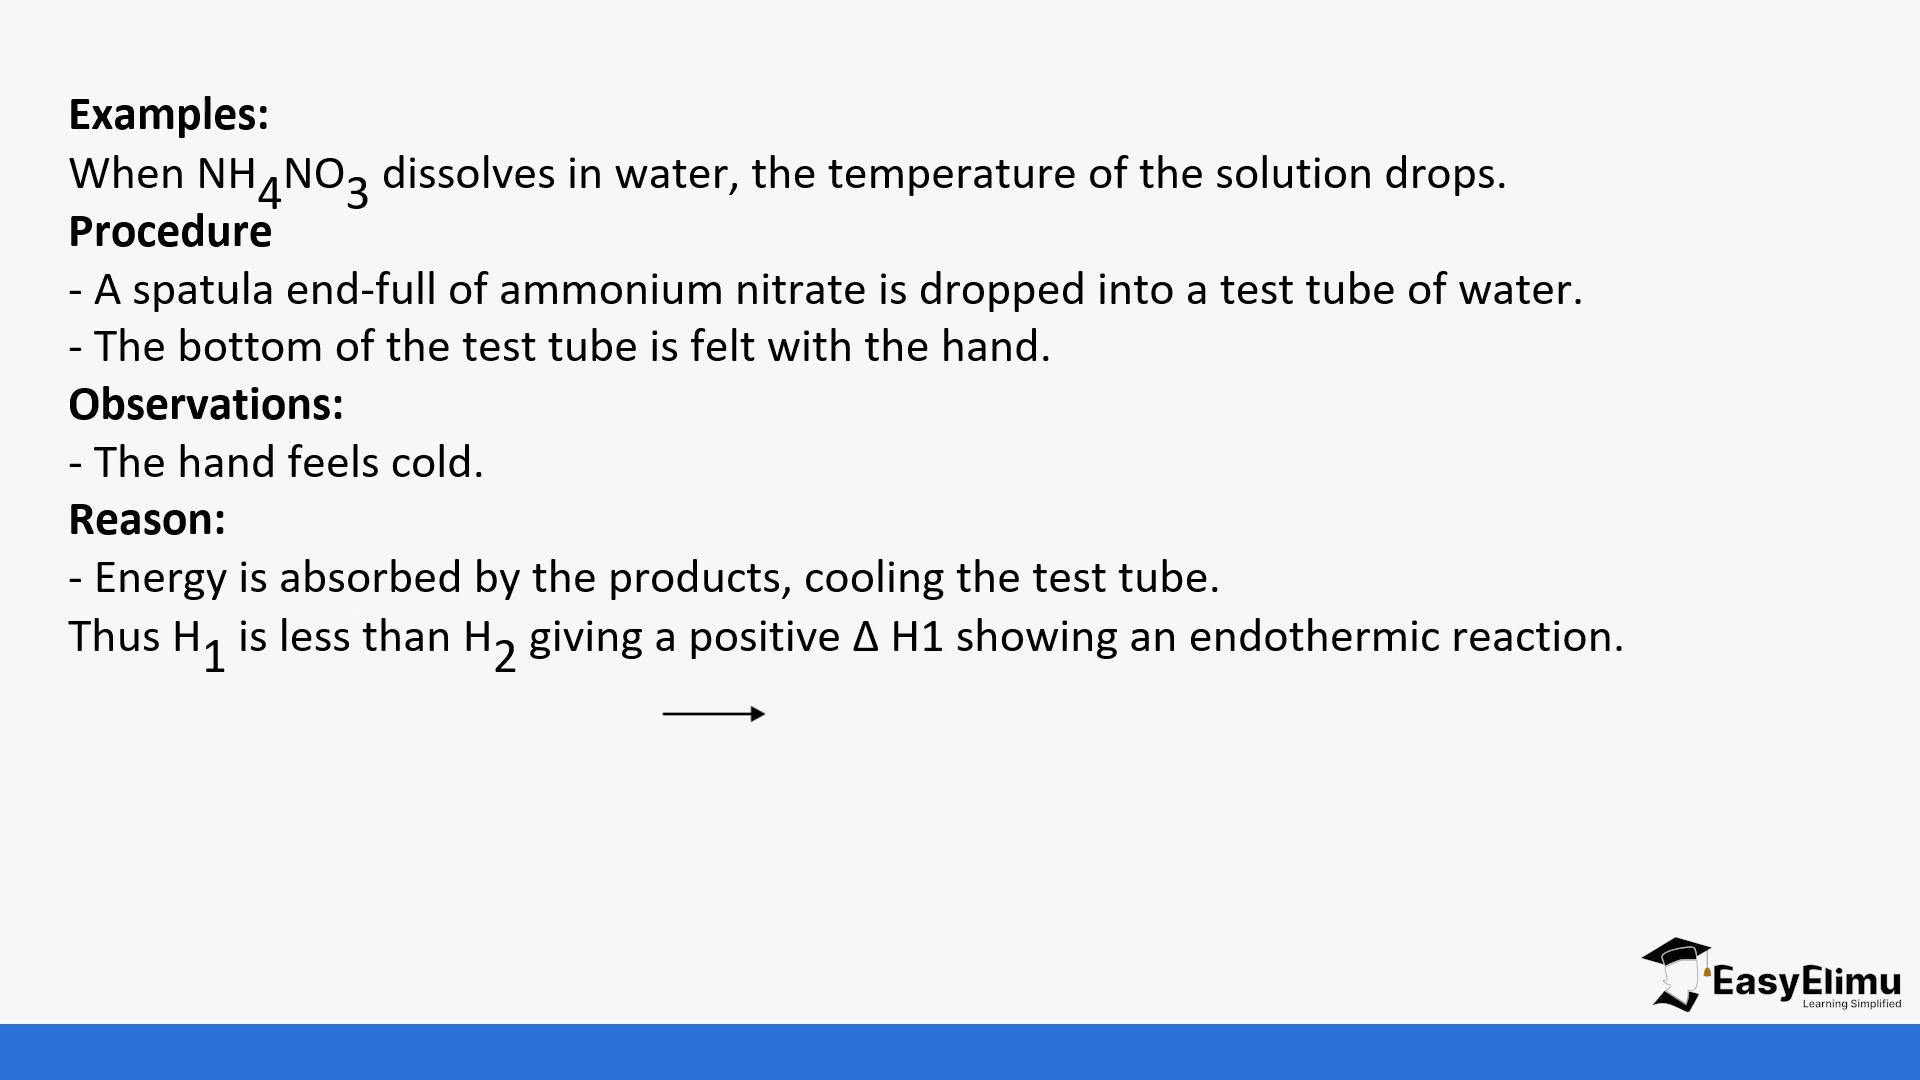 Examples:
When NH₄NO₃ dissolves in water, the temperature of the solution drops.
Procedure
- A spatula end-full of ammonium nitrate is dropped into a test tube of water.
- The bottom of the test tube is felt with the hand.
Observations:
- The hand feels cold.
Reason:
- Energy is absorbed by the products, cooling the test tube.
Thus H₁ is less than H₂ giving a positive Δ H1 showing an endothermic reaction.
EasyElimu
Learning Simplified